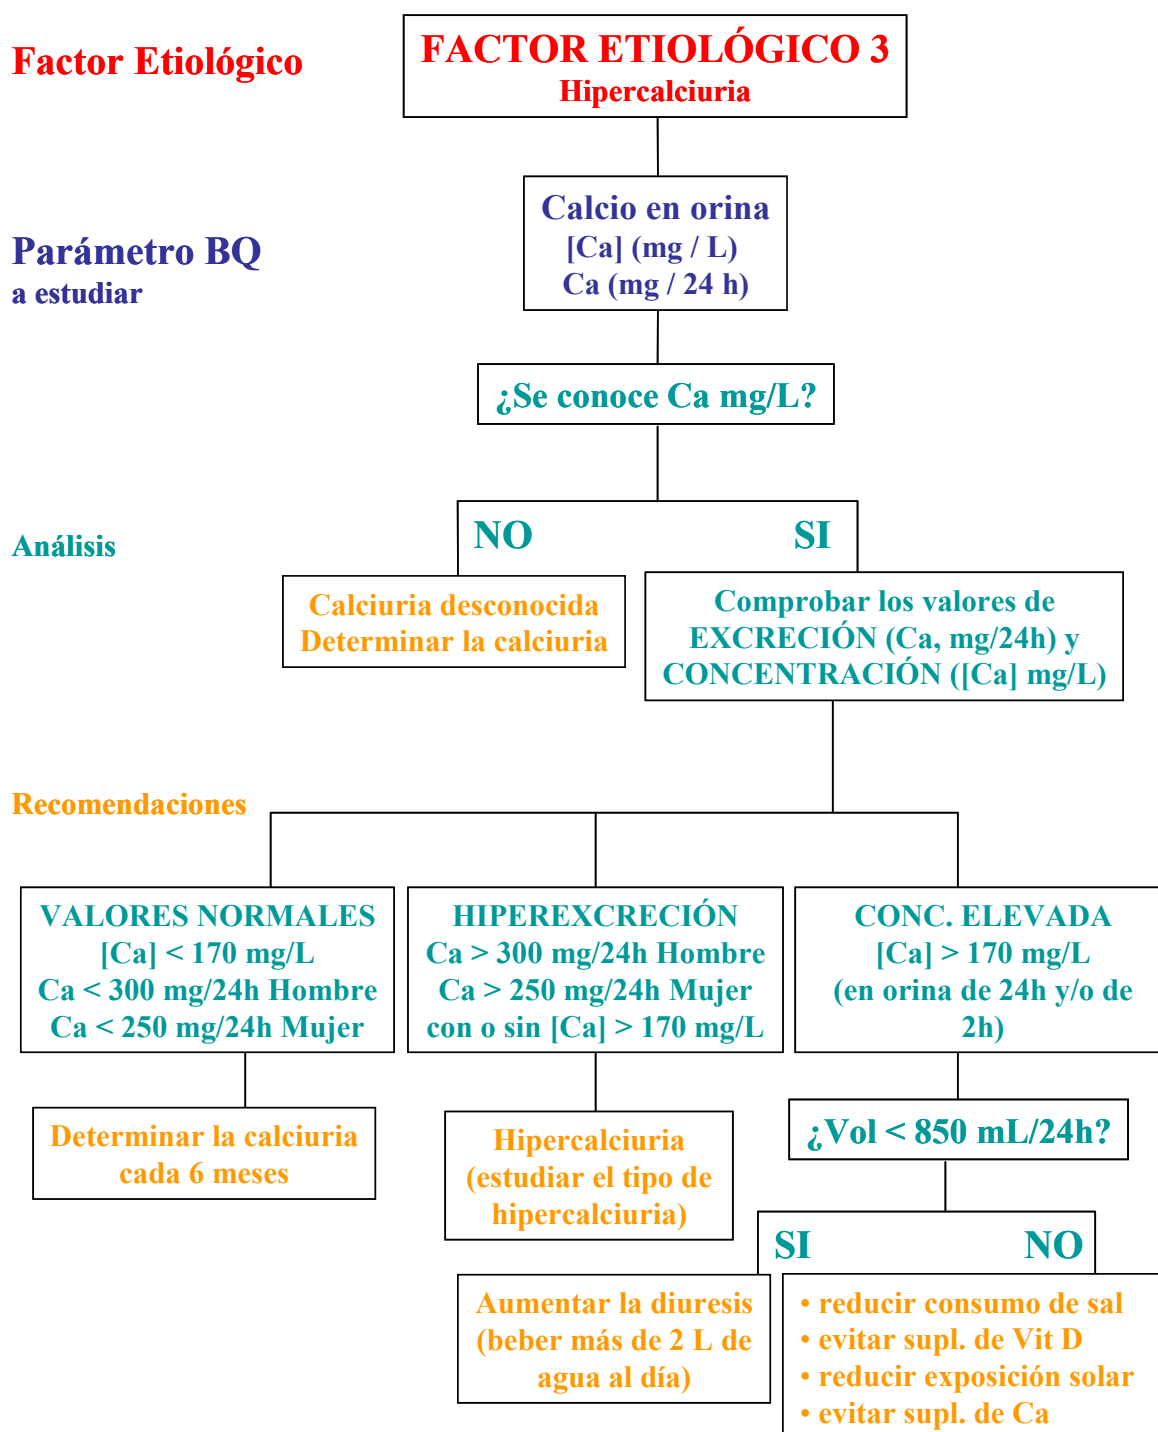 Factor Etiológico
FACTOR ETIOLÓGICO 3
Hipercalciuria
Parámetro BQ
a estudiar
Calcio en orina
[Ca] (mg / L)
Ca (mg / 24 h)
¿Se conoce Ca mg/L?
Análisis
NO
SI
Calciuria desconocida
Determinar la calciuria
Comprobar los valores de
EXCRECIÓN (Ca, mg/24h) y
CONCENTRACIÓN ([Ca] mg/L)
Recomendaciones
VALORES NORMALES
[Ca] < 170 mg/L
Ca < 300 mg/24h Hombre
Ca < 250 mg/24h Mujer
HIPEREXCRECIÓN
Ca > 300 mg/24h Hombre
Ca > 250 mg/24h Mujer
con o sin [Ca] > 170 mg/L
CONC. ELEVADA
[Ca] > 170 mg/L
(en orina de 24h y/o de
2h)
Determinar la calciuria
cada 6 meses
Hipercalciuria
(estudiar el tipo de
hipercalciuria)
¿Vol < 850 mL/24h?
SI
NO
Aumentar la diuresis
(beber más de 2 L de
agua al día)
• reducir consumo de sal
• evitar supl. de Vit D
• reducir exposición solar
• evitar supl. de Ca